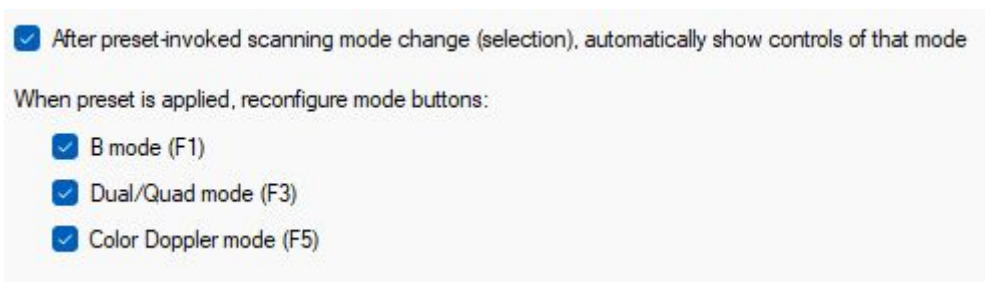 After preset-invoked scanning mode change (selection), automatically show controls of that mode
When preset is applied, reconfigure mode buttons:
B mode (F1)
Dual/Quad mode (F3)
Color Doppler mode (F5)